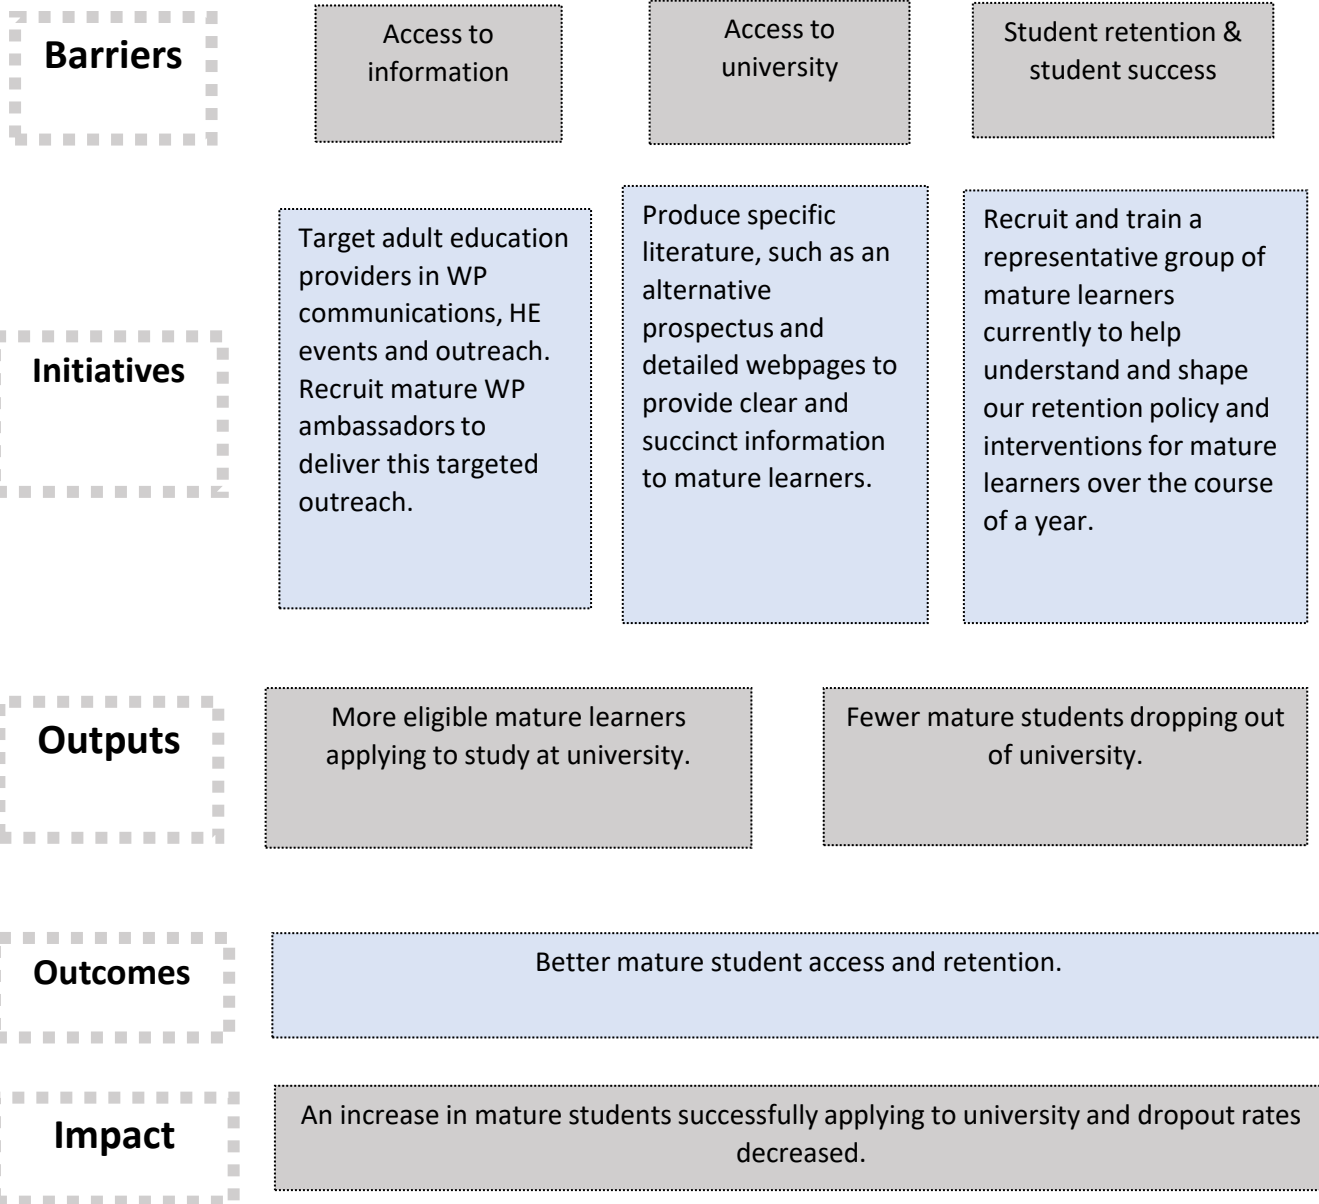 Barriers
Access to
information
Access to
university
Student retention &
student success
Initiatives
Target adult education
providers in WP
communications, HE
events and outreach.
Recruit mature WP
ambassadors to
deliver this targeted
outreach.
Produce specific
literature, such as an
alternative
prospectus and
detailed webpages to
provide clear and
succinct information
to mature learners.
Recruit and train a
representative group of
mature learners
currently to help
understand and shape
our retention policy and
interventions for mature
learners over the course
of a year.
Outputs
More eligible mature learners
applying to study at university.
Fewer mature students dropping out
of university.
Outcomes
Better mature student access and retention.
Impact
An increase in mature students successfully applying to university and dropout rates
decreased.